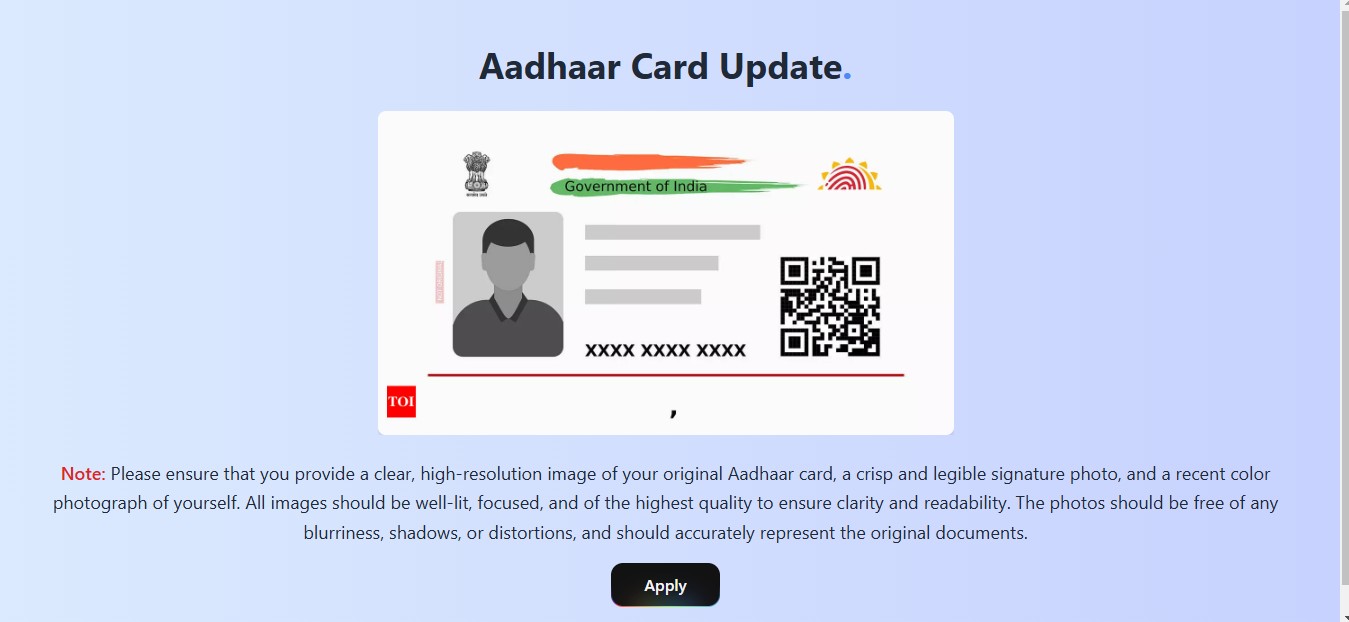 Aadhaar Card Update.
Government of India
XXXX XXXX XXXX
TOI
,
Note: Please ensure that you provide a clear, high-resolution image of your original Aadhaar card, a crisp and legible signature photo, and a recent color
photograph of yourself. All images should be well-lit, focused, and of the highest quality to ensure clarity and readability. The photos should be free of any
blurriness, shadows, or distortions, and should accurately represent the original documents.
Apply